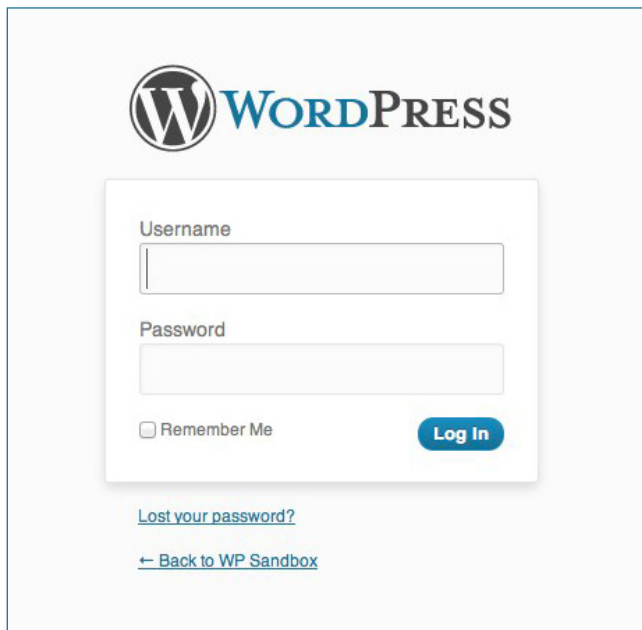 WORDPRESS
Username
Password
Remember Me
Log In
Lost your password?
← Back to WP Sandbox